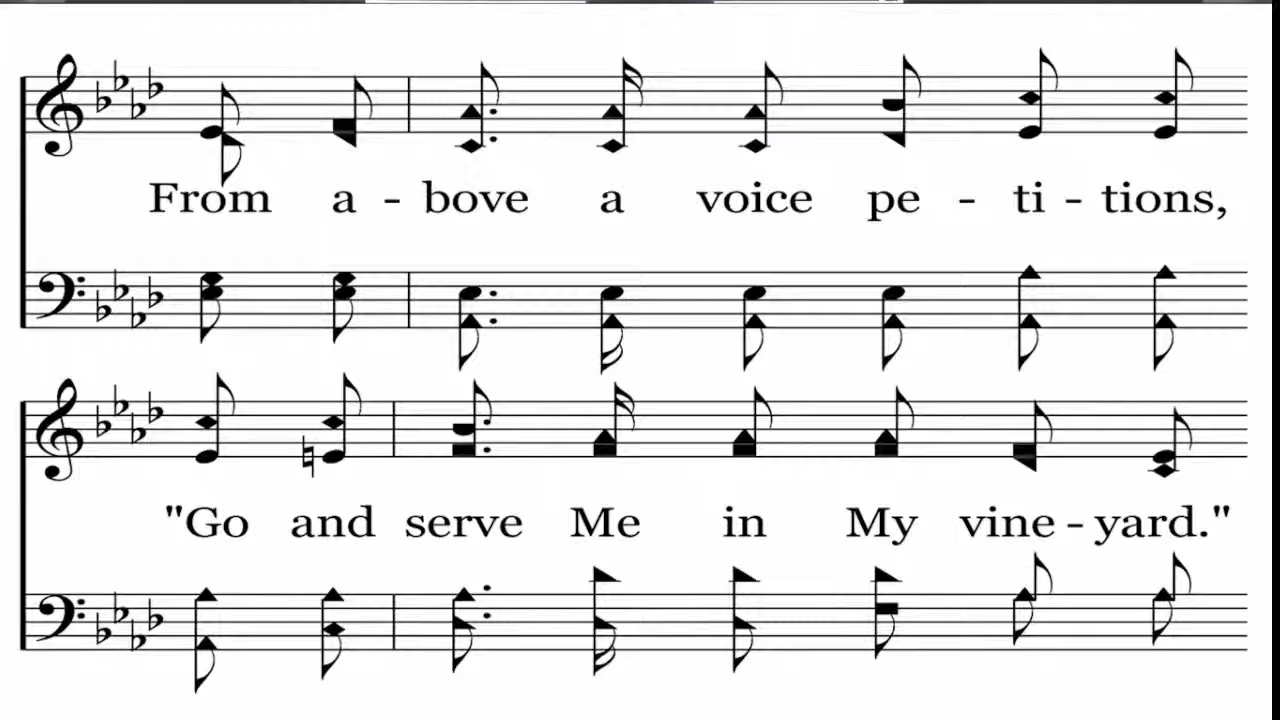 From a - bove a voice pe - ti - tions,
"Go and serve Me in My vine - yard."